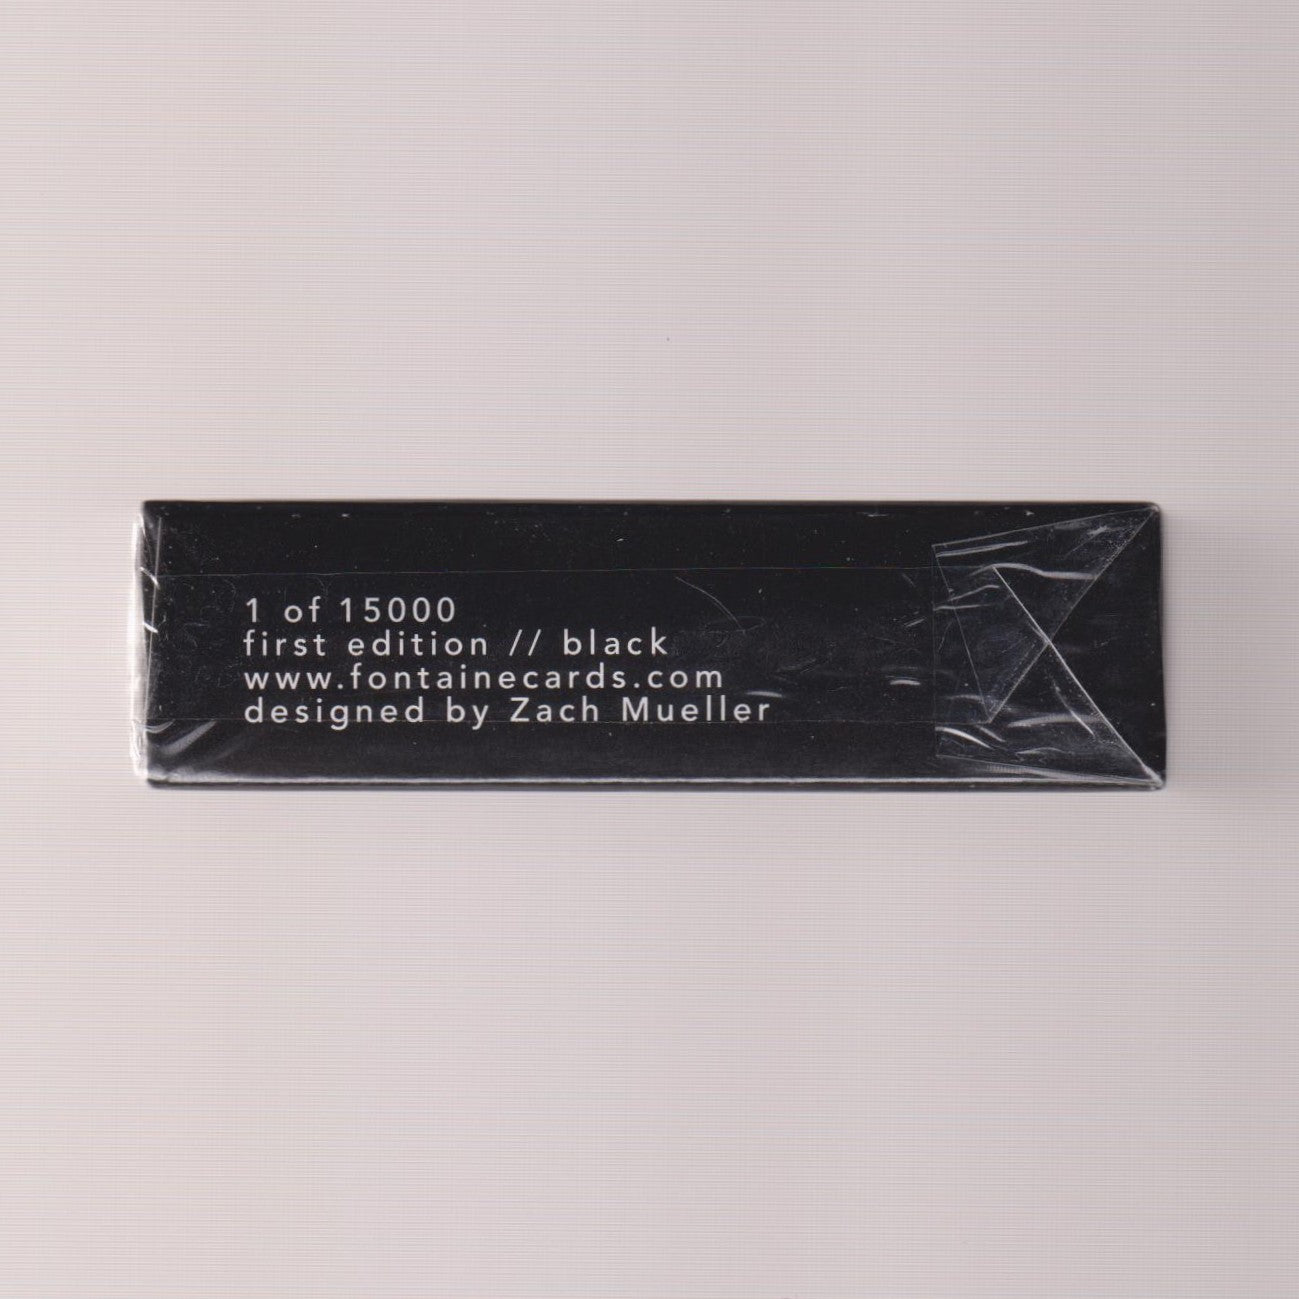 1 of 15000
first edition // black
www.fontainecards.com
designed by Zach Mueller